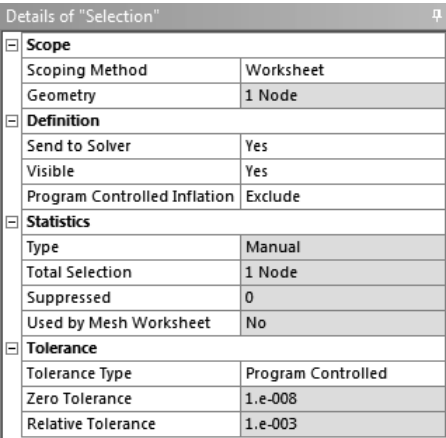 Details of "Selection"
Scope
Scoping Method Worksheet
Geometry 1 Node
Definition
Send to Solver Yes
Visible Yes
Program Controlled Inflation Exclude
Statistics
Type Manual
Total Selection 1 Node
Suppressed 0
Used by Mesh Worksheet No
Tolerance
Tolerance Type Program Controlled
Zero Tolerance 1.e-008
Relative Tolerance 1.e-003